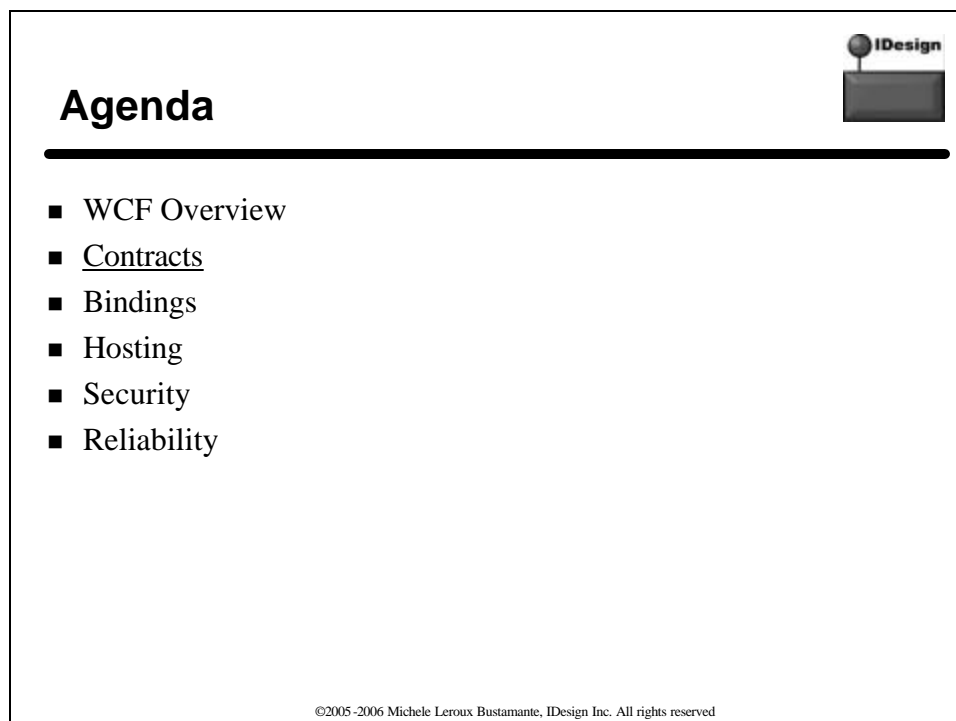 IDesign
Agenda
WCF Overview
Contracts
Bindings
Hosting
Security
Reliability
©2005-2006 Michele Leroux Bustamante, IDesign Inc. All rights reserved